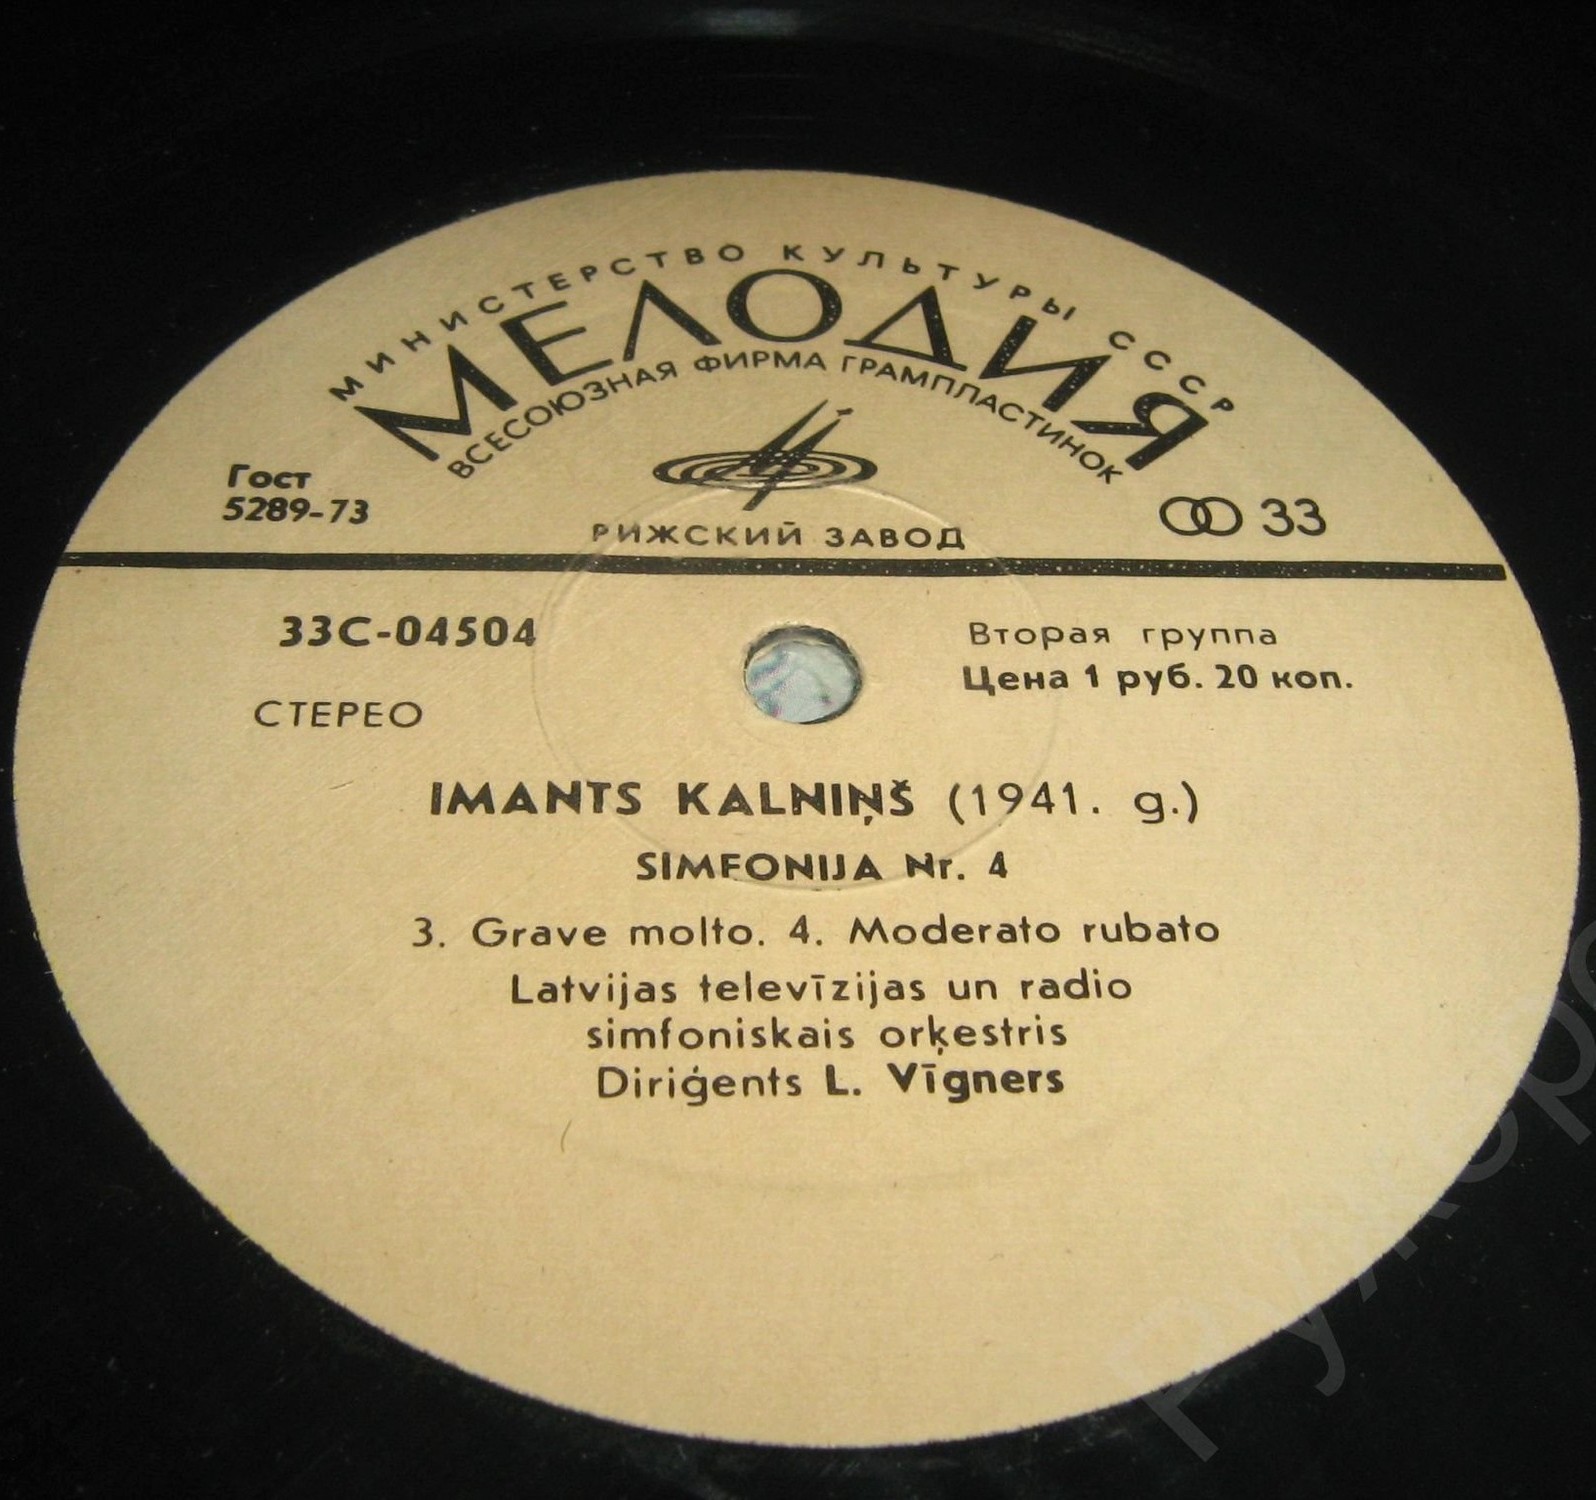 МИНИСТЕРСТВО КУЛЬТУРЫ СССР
МЕЛОДИЯ
ВСЕСОЮЗНАЯ ФИРМА ГРАМПЛАСТИНОК
Гост
5289-73
33
РИЖСКИЙ ЗАВОД
33С-04504
Вторая группа
Цена 1 руб. 20 коп.
СТЕРЕО
IMANTS KALNIŅŠ (1941. g.)
SIMFONIJA Nr. 4
3. Grave molto. 4. Moderato rubato
Latvijas televīzijas un radio
simfoniskais orķestris
Diriģents L. Vīgners